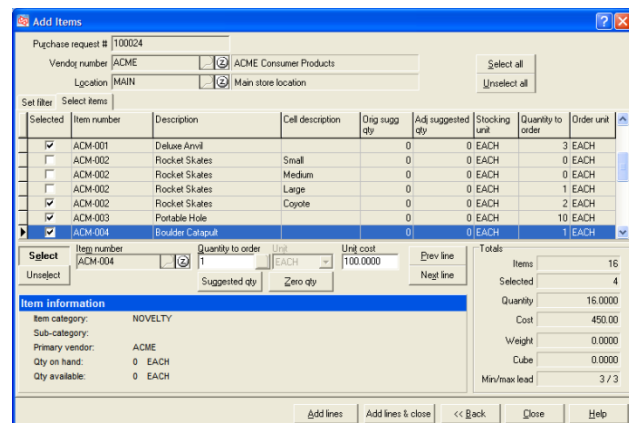 Add Items
Purchase request # 100024
Vendor number ACME ACME Consumer Products Select all
Location MAIN Main store location Unselect all
Set filter Select items
Selected Item number Description Cell description Orig sugg qty Adj suggested qty Stocking unit Quantity to order Order unit
ACM-001 Deluxe Anvil 0 0 EACH 3 EACH
ACM-002 Rocket Skates Small 0 0 EACH 0 EACH
ACM-002 Rocket Skates Medium 0 0 EACH 0 EACH
ACM-002 Rocket Skates Large 0 0 EACH 1 EACH
ACM-002 Rocket Skates Coyote 0 0 EACH 2 EACH
ACM-003 Portable Hole 0 0 EACH 10 EACH
ACM-004 Boulder Catapult 0 0 EACH 1 EACH
Select Item number Quantity to order Unit Unit cost Prev line Totals
ACM-004 1 EACH 100.0000 Items 16
Unselect Suggested qty Zero qty Next line Selected 4
Item information Quantity 16.0000
Item category: NOVELTY Cost 450.00
Sub-category: Weight 0.0000
Primary vendor: ACME
Qty on hand: 0 EACH Cube 0.0000
Qty available: 0 EACH Min/max lead 3 / 3
Add lines Add lines & close << Back Close Help